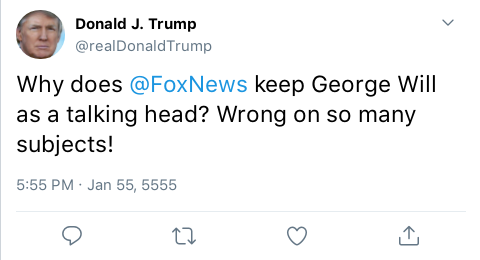 Donald J. Trump
@realDonaldTrump
Why does @FoxNews keep George Will
as a talking head? Wrong on so many
subjects!
5:55 PM · Jan 55, 5555